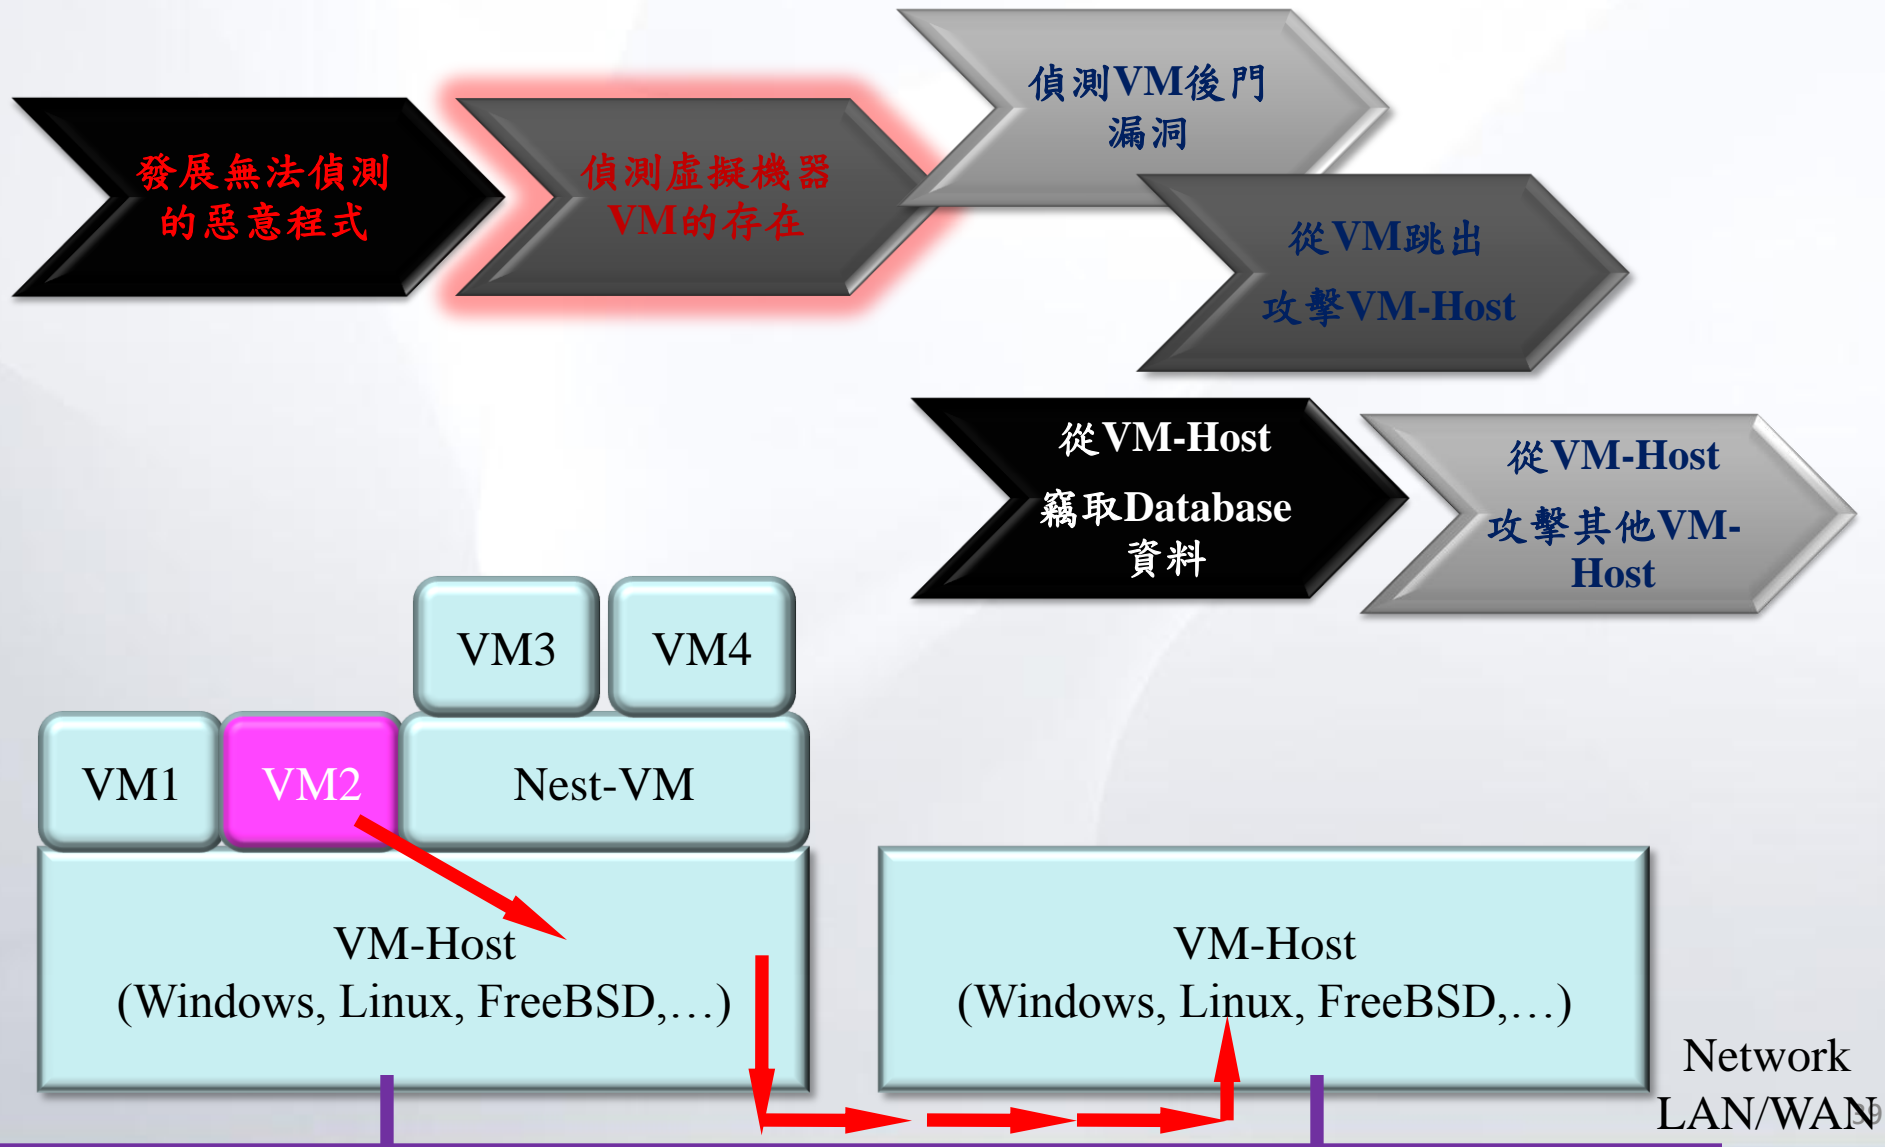 發展無法偵測
的惡意程式
偵測虛擬機器
VM的存在
偵測VM後門
漏洞
從VM跳出
攻擊VM-Host
從VM-Host
竊取Database
資料
從VM-Host
攻擊其他VM-
Host
VM3
VM4
VM1
VM2
Nest-VM
VM-Host
(Windows, Linux, FreeBSD,…)
VM-Host
(Windows, Linux, FreeBSD,…)
Network
LAN/WAN
39